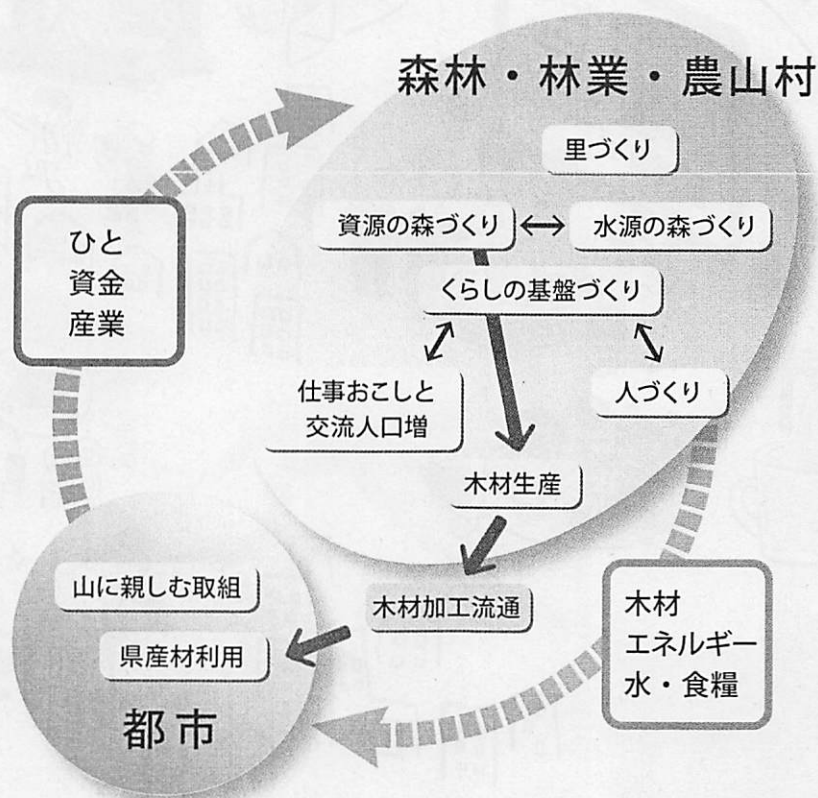 森林・林業・農山村
里づくり
資源の森づくり
水源の森づくり
くらしの基盤づくり
ひと
資金
産業
仕事おこしと
交流人口増
人づくり
木材生産
山に親しむ取組
木材加工流通
県産材利用
都市
木材
エネルギー
水・食糧